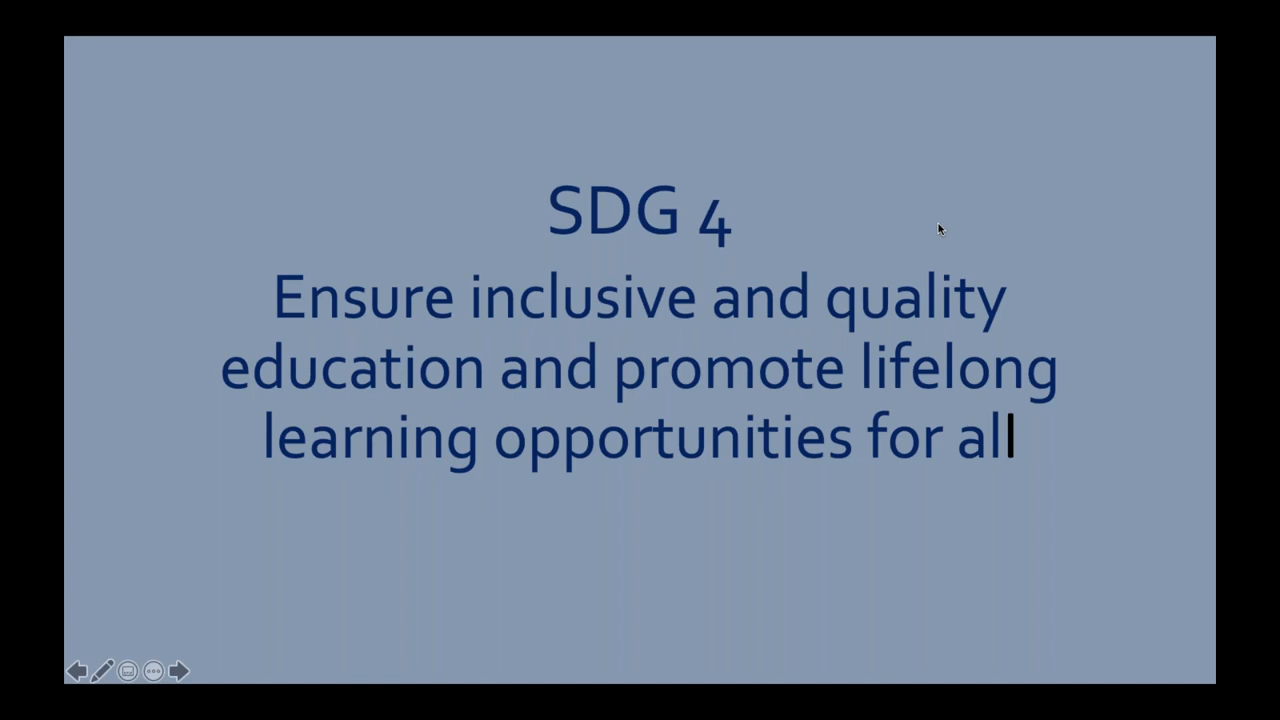 SDG 4
Ensure inclusive and quality
education and promote lifelong
learning opportunities for all